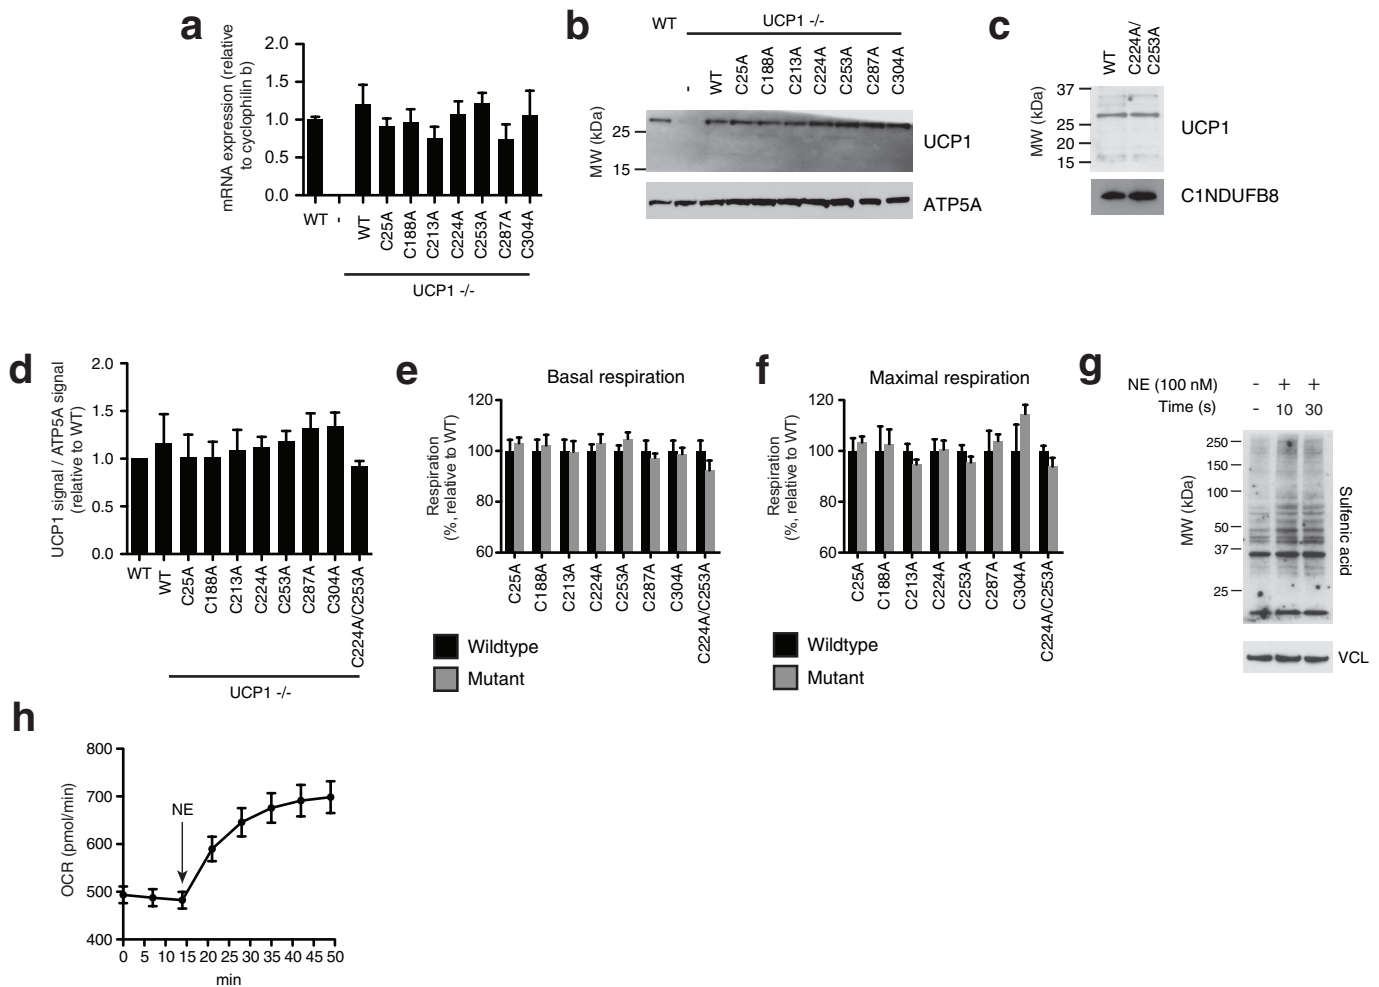 a
mRNA expression (relative
to cyclophilin b)
2.0
1.5
1.0
0.5
0.0
WT
-
WT
C25A
C188A
C213A
C224A
C253A
C287A
C304A
UCP1 -/-
b
WT
UCP1 -/-
-
WT
C25A
C188A
C213A
C224A
C253A
C287A
C304A
MW (kDa)
25
15
UCP1
ATP5A
c
WT
C224A/
C253A
MW (kDa)
37
25
20
15
UCP1
C1NDUFB8
d
UCP1 signal / ATP5A signal
(relative to WT)
2.0
1.5
1.0
0.5
0.0
WT
WT
C25A
C188A
C213A
C224A
C253A
C287A
C304A
C224A/C253A
UCP1 -/-
e
Basal respiration
Respiration
(%, relative to WT)
120
100
80
60
C25A
C188A
C213A
C224A
C253A
C287A
C304A
C224A/C253A
Wildtype
Mutant
f
Maximal respiration
Respiration
(%, relative to WT)
120
100
80
60
C25A
C188A
C213A
C224A
C253A
C287A
C304A
C224A/C253A
Wildtype
Mutant
g
NE (100 nM) - + +
Time (s) - 10 30
MW (kDa)
250
150
100
50
37
25
Sulfenic acid
VCL
h
OCR (pmol/min)
800
700
600
500
400
NE
0 5 10 15 20 25 30 35 40 45 50
min